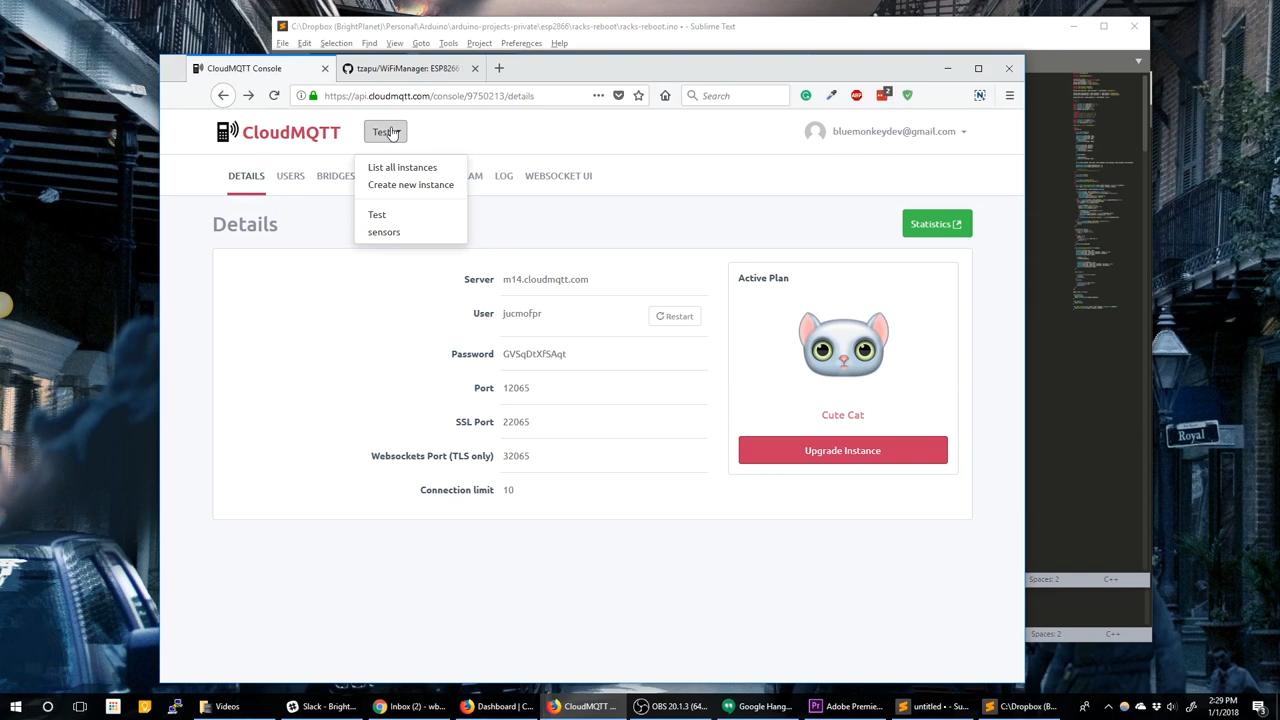 C:\Dropbox (BrightPlanet)\Personal\Arduino\arduino-projects-private\esp2866\racks-reboot\racks-reboot.ino • - Sublime Text
File Edit Selection Find View Goto Tools Project Preferences Help
CloudMQTT Console
tzapu/WiFiManager: ESP8266
https://ap mqtt.com/console/9750213/details
Search
2
CloudMQTT
Test
bluemonkeydev@gmail.com
List all instances
Create new instance
Test
sensors
DETAILS USERS BRIDGES AM LOG WEBSOCKET UI
Details
Statistics
Server m14.cloudmqtt.com
User jucmofpr
Restart
Password GVSqDtXfSAqt
Port 12065
SSL Port 22065
Websockets Port (TLS only) 32065
Connection limit 10
Active Plan
Cute Cat
Upgrade Instance
Spaces: 2 C++
Spaces: 2 C++
Royal
Videos
Slack - Bright...
Inbox (2) - wb...
Dashboard | C...
CloudMQTT ...
OBS 20.1.3 (64...
Google Hang...
Adobe Premie...
untitled • - Su...
C:\Dropbox (B...
2:29 PM
1/1/2018
3